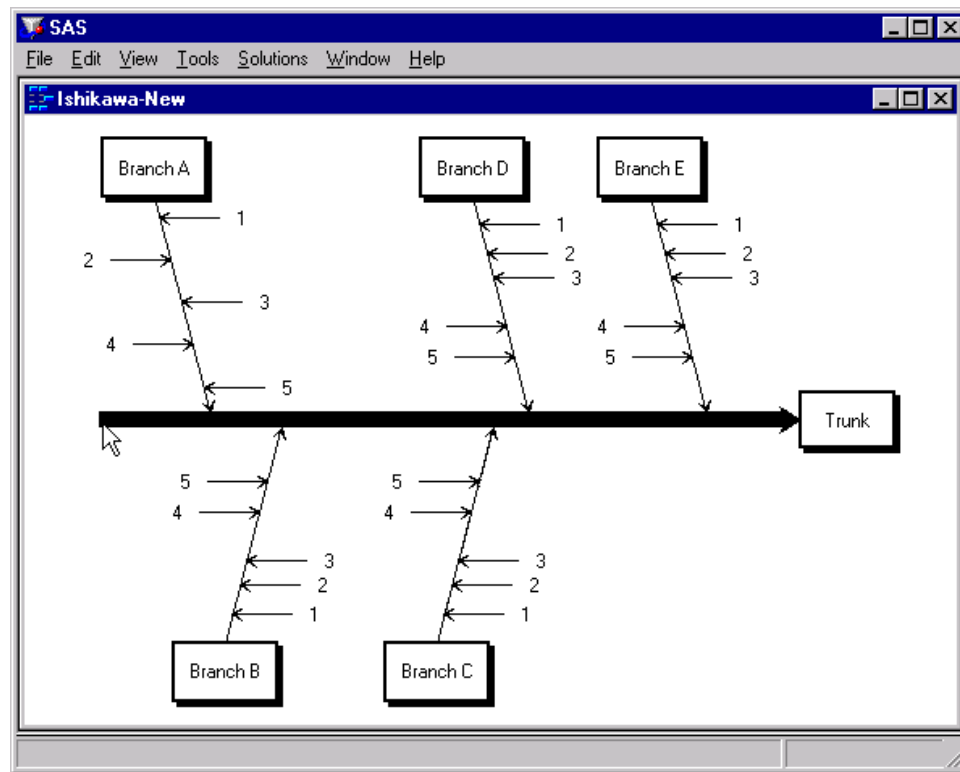 SAS
File Edit View Tools Solutions Window Help
Ishikawa-New
Branch A Branch D Branch E
1 1 1
2 2 2
3 3
3
4 4
4
5 5
5
Trunk
5 5
4 4
3 3
2 2
1 1
Branch B Branch C